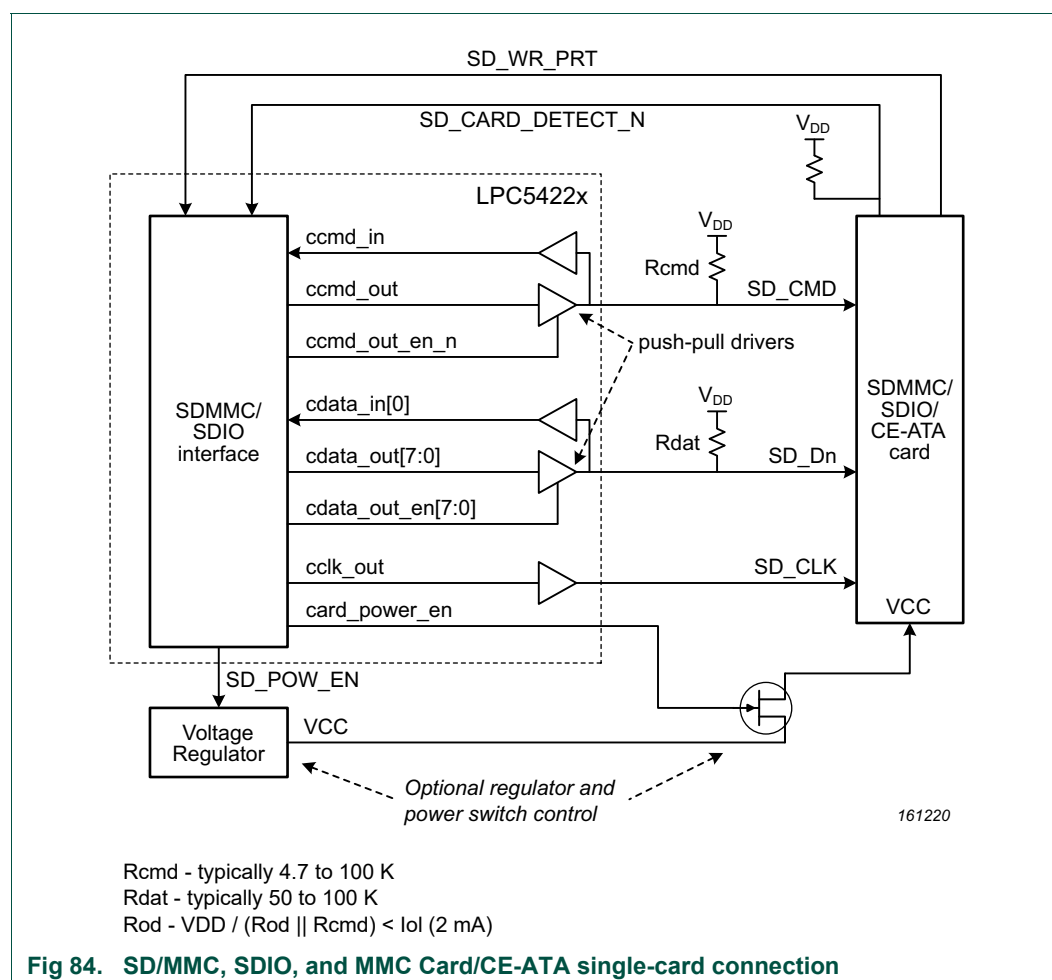 SD_WR_PRT
SD_CARD_DETECT_N
VDD
LPC5422x
ccmd_in
VDD
Rcmd
ccmd_out
SD_CMD
ccmd_out_en_n
push-pull drivers
SDMMC/
SDIO
interface
cdata_in[0]
VDD
Rdat
SDMMC/
SDIO/
CE-ATA
card
cdata_out[7:0]
SD_Dn
cdata_out_en[7:0]
cclk_out
SD_CLK
card_power_en
VCC
SD_POW_EN
Voltage
Regulator
VCC
Optional regulator and
power switch control
161220
Rcmd - typically 4.7 to 100 K
Rdat - typically 50 to 100 K
Rod - VDD / (Rod || Rcmd) < Iol (2 mA)
Fig 84. SD/MMC, SDIO, and MMC Card/CE-ATA single-card connection